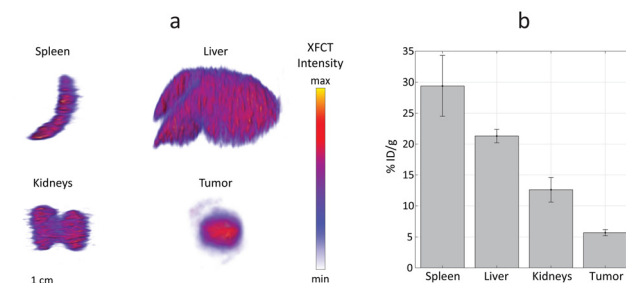 a
b
Spleen
Liver
XFCT
Intensity
max
Kidneys
Tumor
1 cm
min
% ID/g
35
30
25
20
15
10
5
0
Spleen Liver Kidneys Tumor